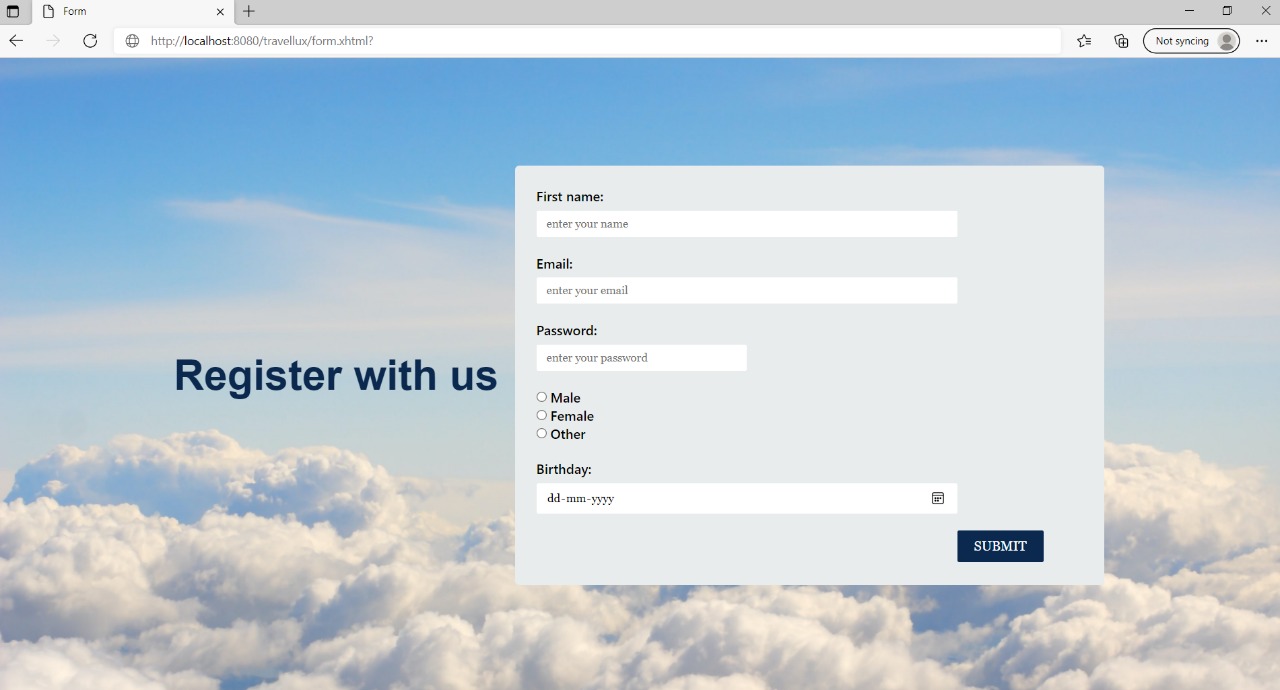 Form
http://localhost:8080/travellux/form.xhtml?
Not syncing
Register with us
First name:
enter your name
Email:
enter your email
Password:
enter your password
Male
Female
Other
Birthday:
dd-mm-yyyy
SUBMIT